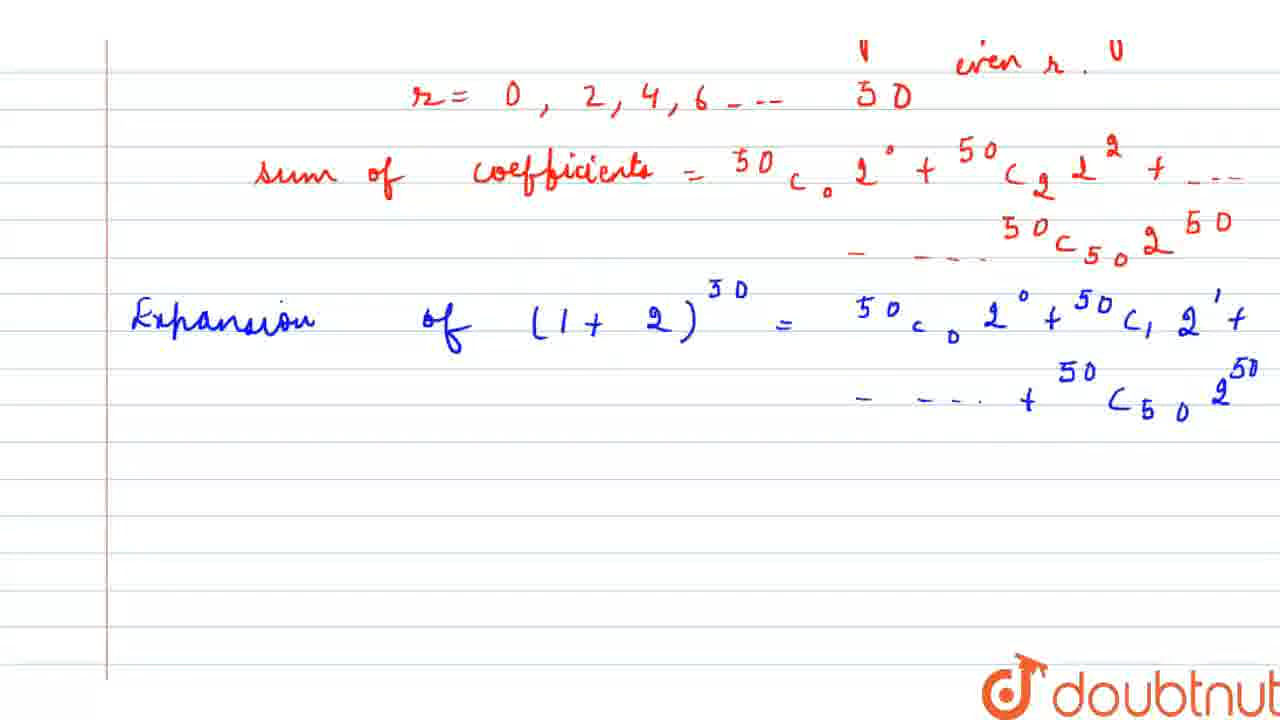 even r.
r = 0, 2, 4, 6 - --- 50
sum of coefficients = ⁵⁰C₀ 2⁰ + ⁵⁰C₂ 2² + ---
- ---- ⁵⁰C₅₀ 2⁵⁰
Expansion of (1 + 2)⁵⁰ = ⁵⁰C₀ 2⁰ + ⁵⁰C₁ 2¹ +
- ---- + ⁵⁰C₅₀ 2⁵⁰
doubtnut